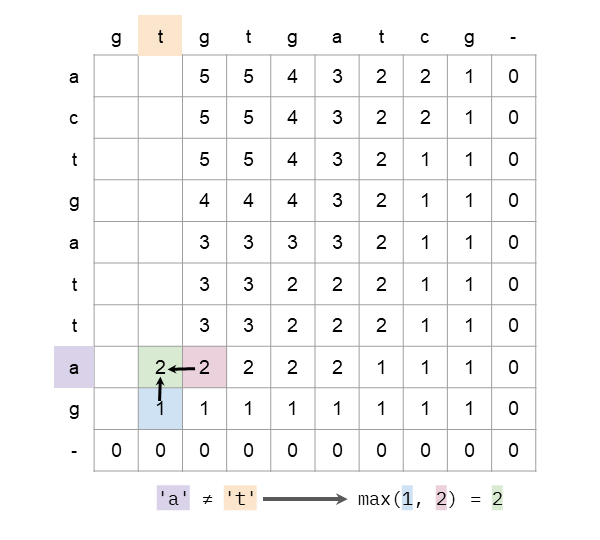 g t g t g a t c g -
a 5 5 4 3 2 2 1 0
c 5 5 4 3 2 2 1 0
t 5 5 4 3 2 1 1 0
g 4 4 4 3 2 1 1 0
a 3 3 3 3 2 1 1 0
t 3 3 2 2 2 1 1 0
t 3 3 2 2 2 1 1 0
a 2 2 2 2 2 1 1 1 0
g 1 1 1 1 1 1 1 1 0
- 0 0 0 0 0 0 0 0 0 0
'a' ≠ 't' → max(1, 2) = 2